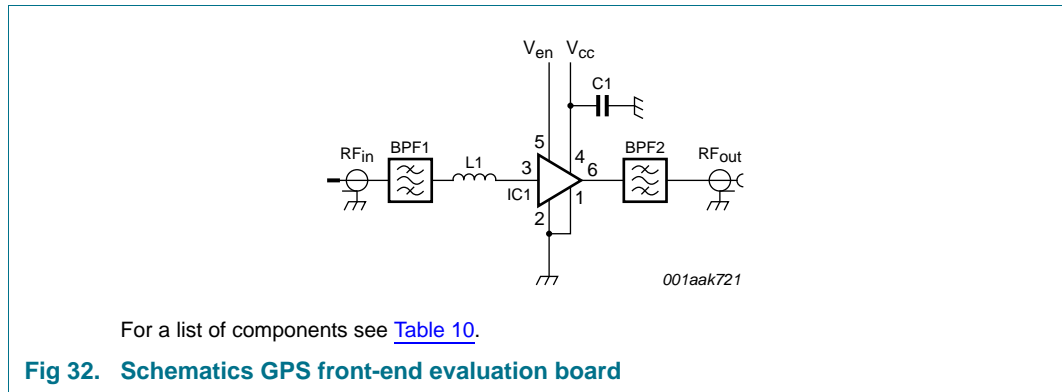 Ven Vcc
C1
5 4
RFin BPF1 L1 3 6 BPF2 RFout
IC1
2 1
001aak721
For a list of components see Table 10.
Fig 32. Schematics GPS front-end evaluation board